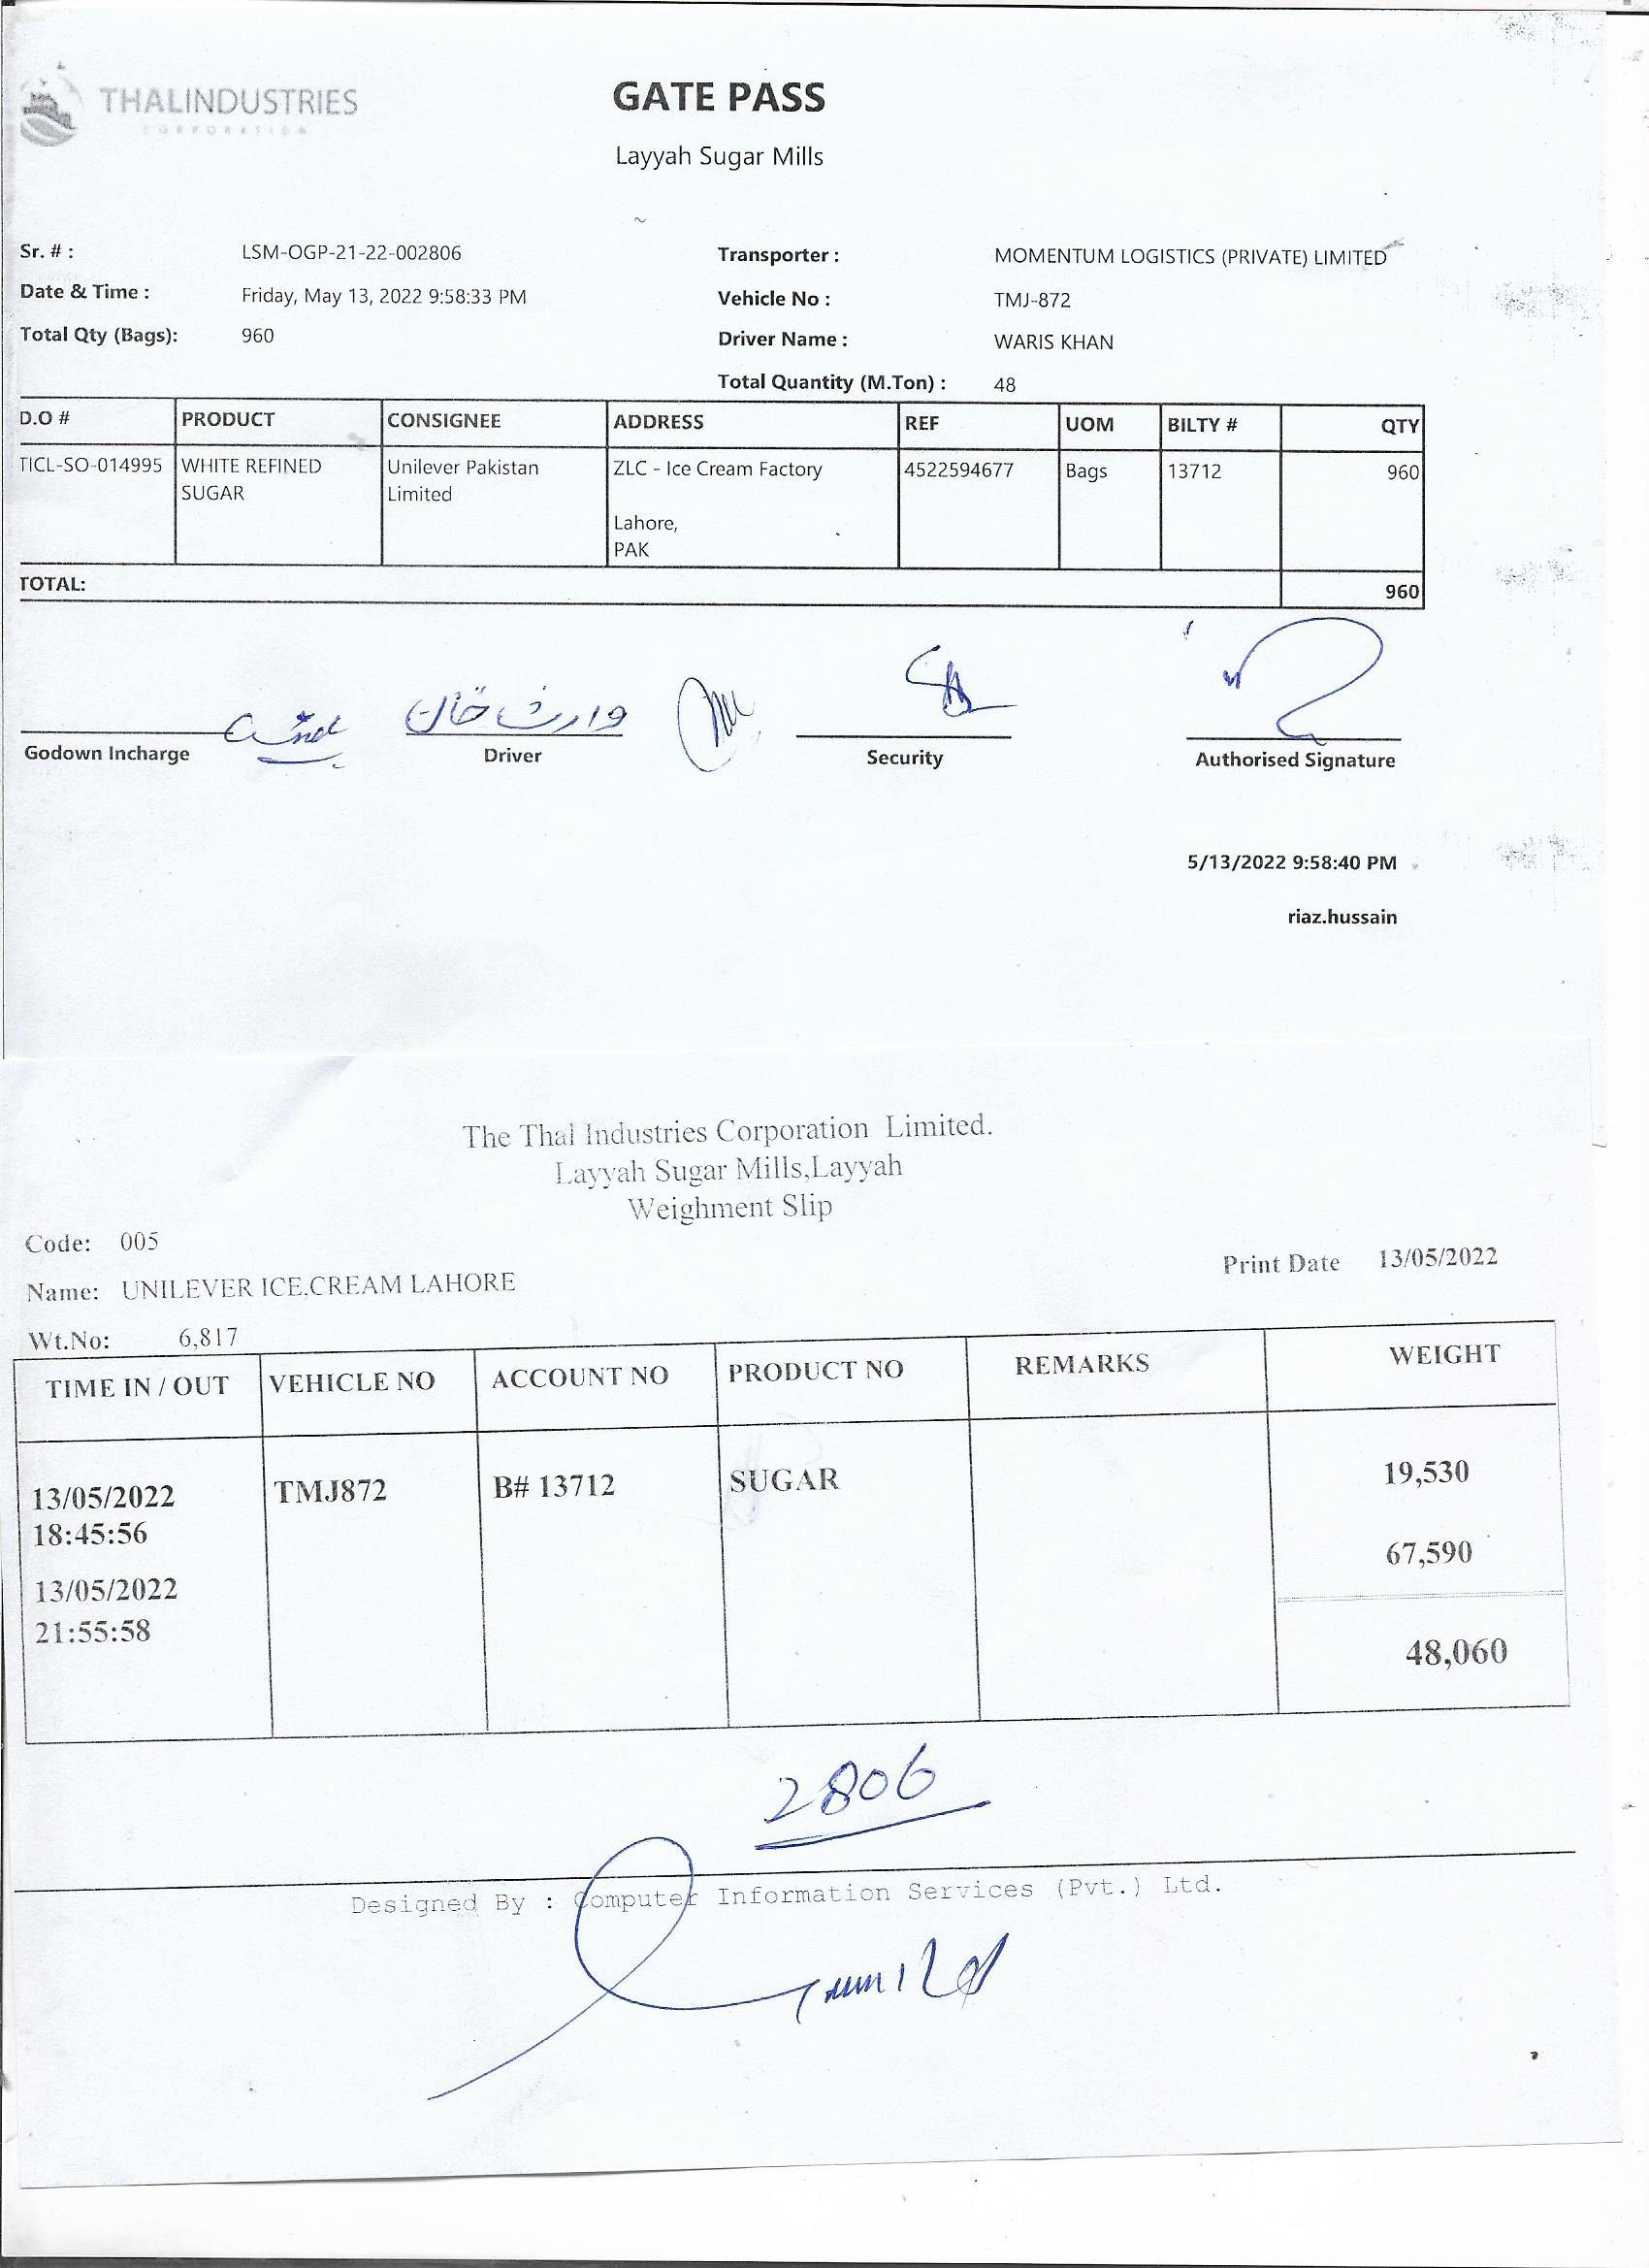 THALINDUSTRIES
CORPORATION
GATE PASS
Layyah Sugar Mills
Sr. # : LSM-OGP-21-22-002806 Transporter : MOMENTUM LOGISTICS (PRIVATE) LIMITED
Date & Time : Friday, May 13, 2022 9:58:33 PM Vehicle No : TMJ-872
Total Qty (Bags): 960 Driver Name : WARIS KHAN
Total Quantity (M.Ton) : 48
D.O # PRODUCT CONSIGNEE ADDRESS REF UOM BILTY # QTY
TICL-SO-014995 WHITE REFINED Unilever Pakistan ZLC - Ice Cream Factory 4522594677 Bags 13712 960
SUGAR Limited
Lahore,
PAK
TOTAL: 960
وارث خان
Godown Incharge Driver Security Authorised Signature
5/13/2022 9:58:40 PM
riaz.hussain
The Thal Industries Corporation Limited.
Layyah Sugar Mills,Layyah
Weighment Slip
Code: 005
Print Date 13/05/2022
Name: UNILEVER ICE,CREAM LAHORE
Wt.No: 6,817
TIME IN / OUT VEHICLE NO ACCOUNT NO PRODUCT NO REMARKS WEIGHT
13/05/2022 TMJ872 B# 13712 SUGAR 19,530
18:45:56
13/05/2022 67,590
21:55:58
48,060
2806
Designed By : Computer Information Services (Pvt.) Ltd.